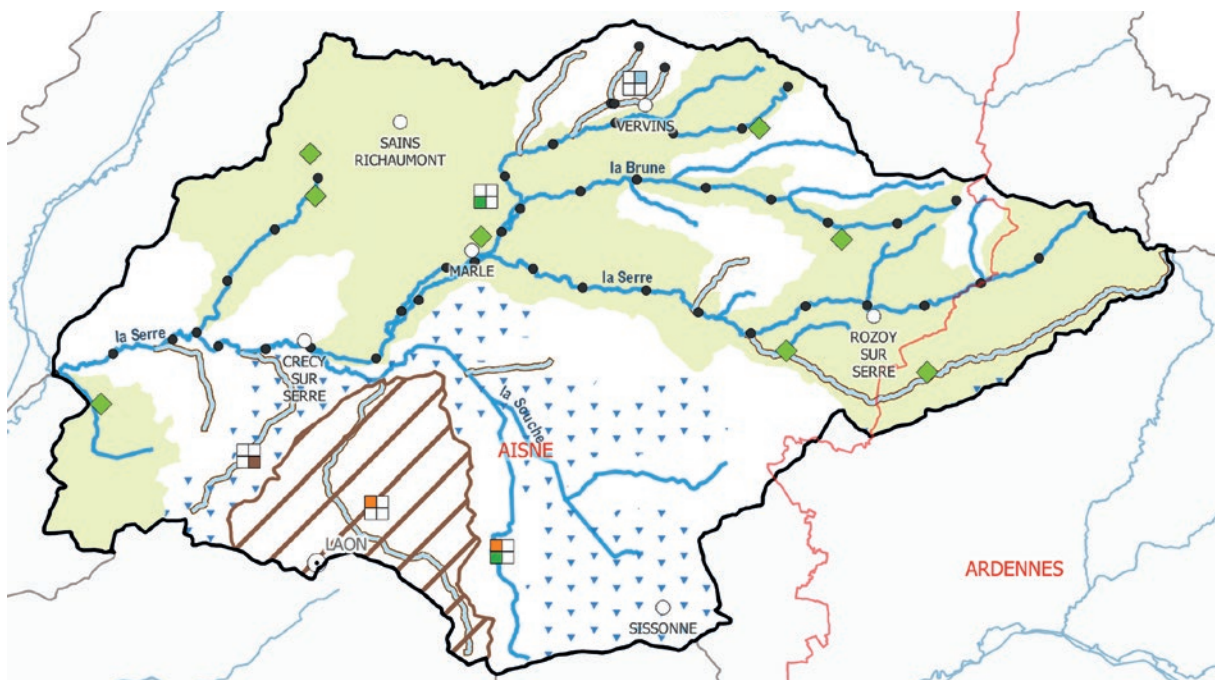 SAINS
RICHAUMONT
VERVINS
la Brune
MARLE
la Serre
la Serre
CRECY
SUR
SERRE
ROZOY
SUR
SERRE
la Souche
AISNE
LAON
ARDENNES
SISSONNE